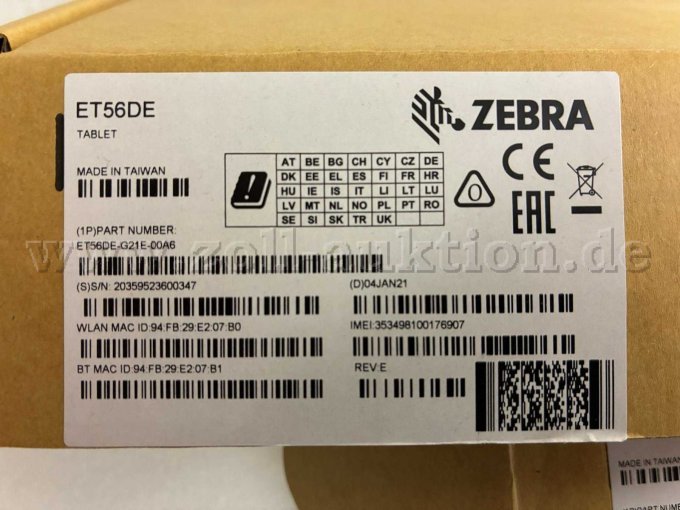 ET56DE
TABLET
ZEBRA
MADE IN TAIWAN
AT BE BG CH CY CZ DE
DK EE EL ES FI FR HR
HU IE IS IT LI LT LU
LV MT NL NO PL PT RO
SE SI SK TR UK
CE
EAC
(1P)PART NUMBER:
ET56DE-G21E-00A6
www.zoll-auktion.de
(S)S/N: 20359523600347
(D)04JAN21
WLAN MAC ID:94:FB:29:E2:07:B0
IMEI:353498100176907
BT MAC ID:94:FB:29:E2:07:B1
REV:E
MADE IN TAIWAN
(1P)PART NUM